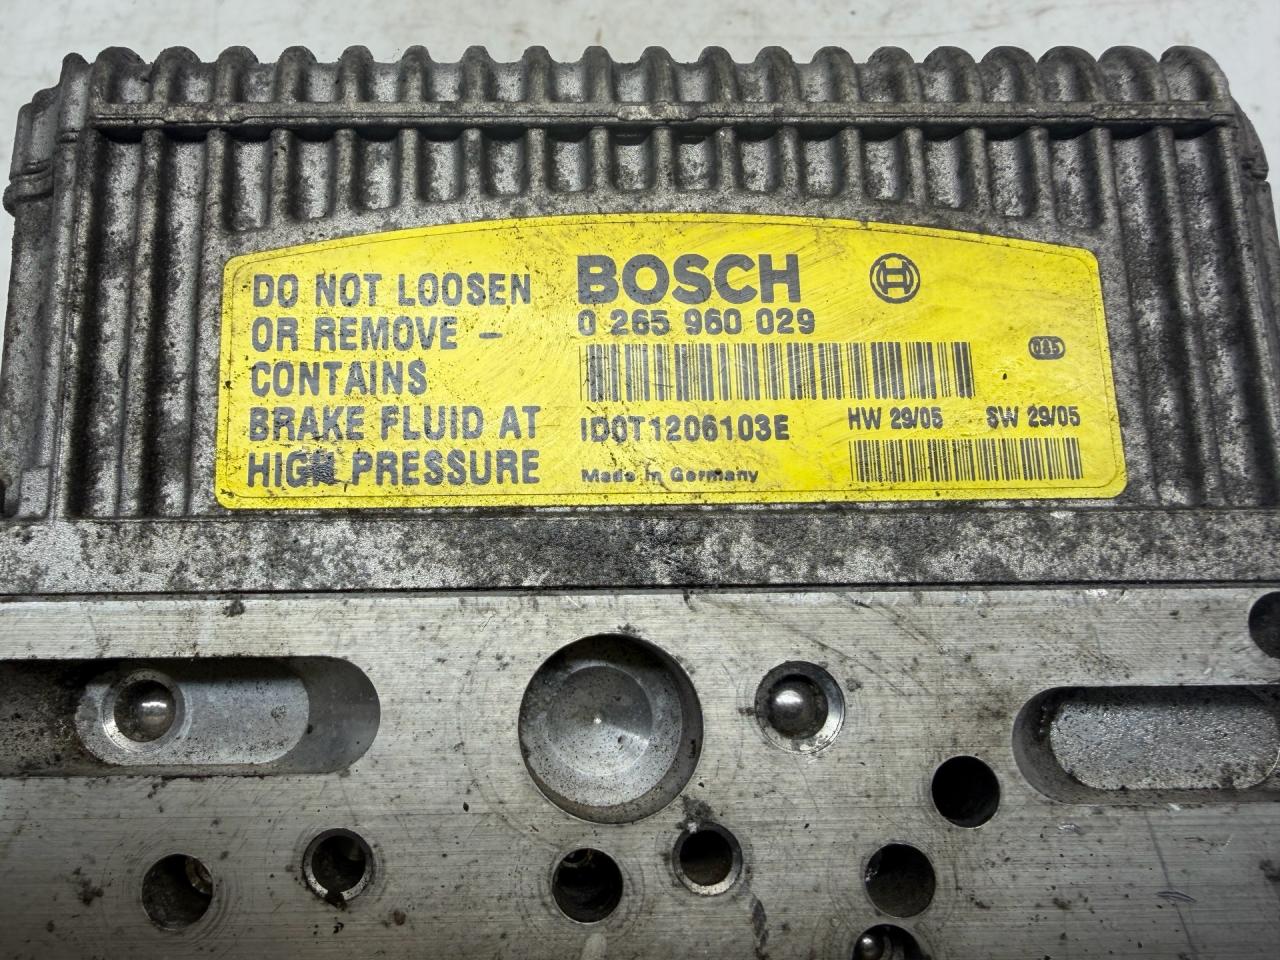 DO NOT LOOSEN
OR REMOVE -
CONTAINS
BRAKE FLUID AT
HIGH PRESSURE
BOSCH
0 265 960 029
085
ID0T1206103E
HW 29/05 SW 29/05
Made in Germany